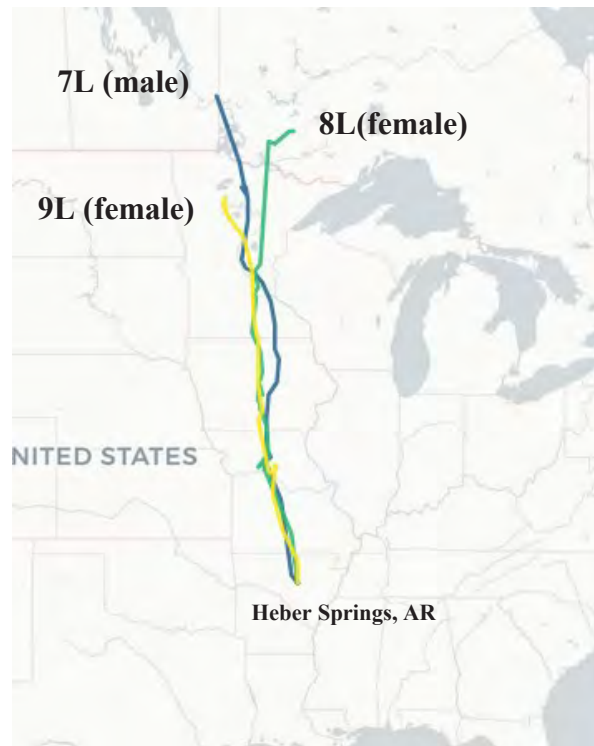 7L (male)
8L(female)
9L (female)
NITED STATES
Heber Springs, AR